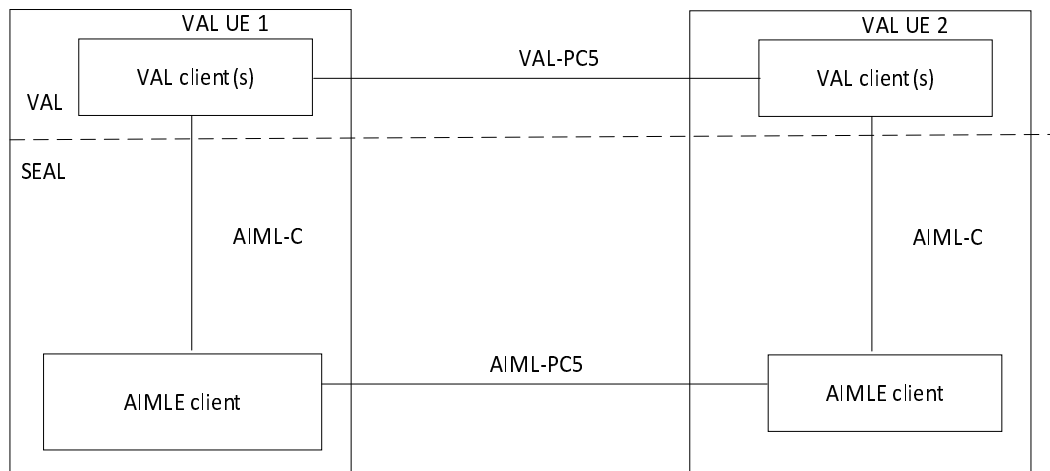 VAL UE 1
VAL UE 2
VAL client(s)
VAL-PC5
VAL client(s)
VAL
SEAL
AIML-C
AIML-C
AIML-PC5
AIMLE client
AIMLE client